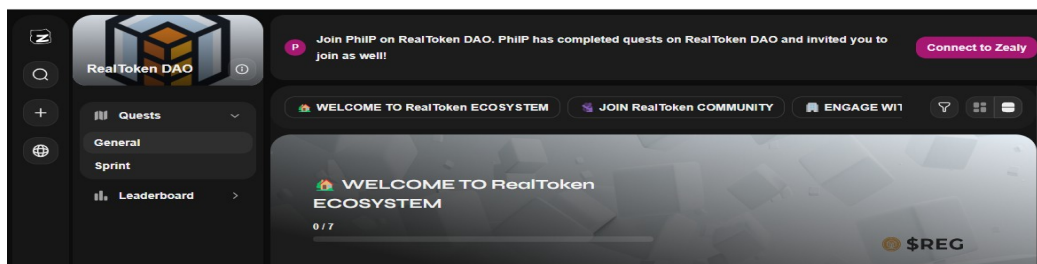 Join PhilP on RealToken DAO. PhilP has completed quests on RealToken DAO and invited you to
join as well!
P
Connect to Zealy
RealToken DAO
WELCOME TO RealToken ECOSYSTEM
JOIN RealToken COMMUNITY
ENGAGE WIT
Quests
General
Sprint
Leaderboard
WELCOME TO RealToken
ECOSYSTEM
0 / 7
$REG